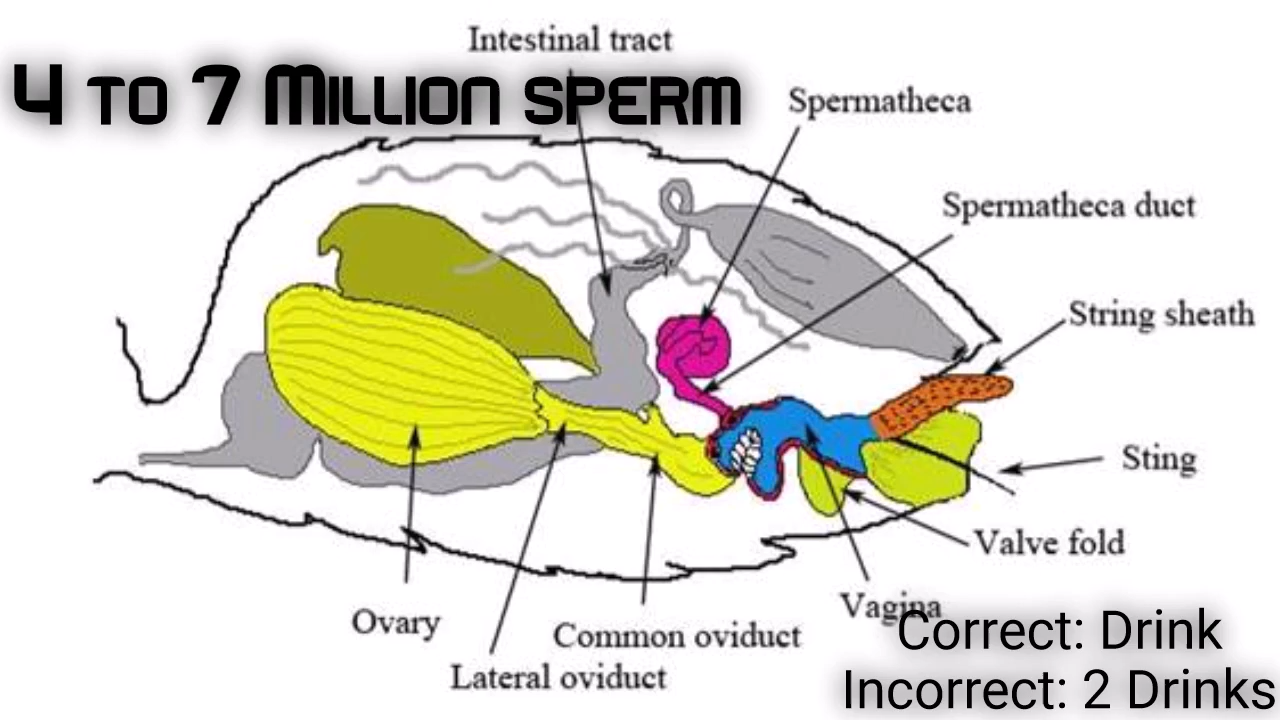 Intestinal tract
4 to 7 Million sperm
Spermatheca
Spermatheca duct
String sheath
Sting
Valve fold
Vagina
Ovary
Common oviduct
Lateral oviduct
Correct: Drink
Incorrect: 2 Drinks